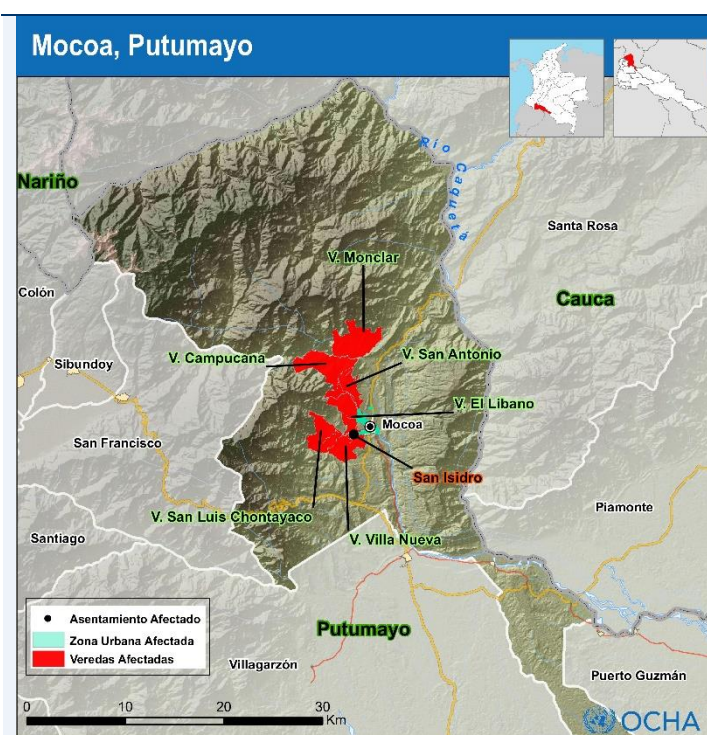 Mocoa, Putumayo
Río Caquetá
Nariño
Santa Rosa
V. Monclar
Colón
Cauca
V. Campucana
V. San Antonio
Sibundoy
V. El Libano
Mocoa
San Francisco
San Isidro
Piamonte
V. San Luis Chontayaco
Santiago
V. Villa Nueva
Asentamiento Afectado
Zona Urbana Afectada
Veredas Afectadas
Putumayo
Villagarzón
Puerto Guzmán
0 10 20 30
Km
OCHA